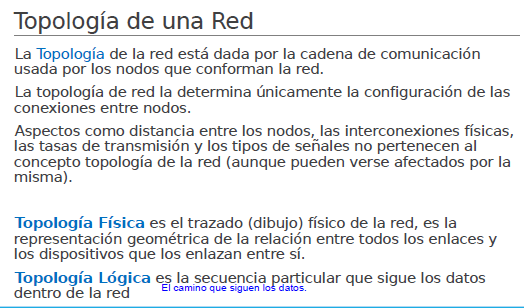 Topología de una Red
La Topología de la red está dada por la cadena de comunicación
usada por los nodos que conforman la red.
La topología de red la determina únicamente la configuración de las
conexiones entre nodos.
Aspectos como distancia entre los nodos, las interconexiones físicas,
las tasas de transmisión y los tipos de señales no pertenecen al
concepto topología de la red (aunque pueden verse afectados por la
misma).
Topología Física es el trazado (dibujo) físico de la red, es la
representación geométrica de la relación entre todos los enlaces y
los dispositivos que los enlazan entre sí.
Topología Lógica es la secuencia particular que sigue los datos
dentro de la red
El camino que siguen los datos.